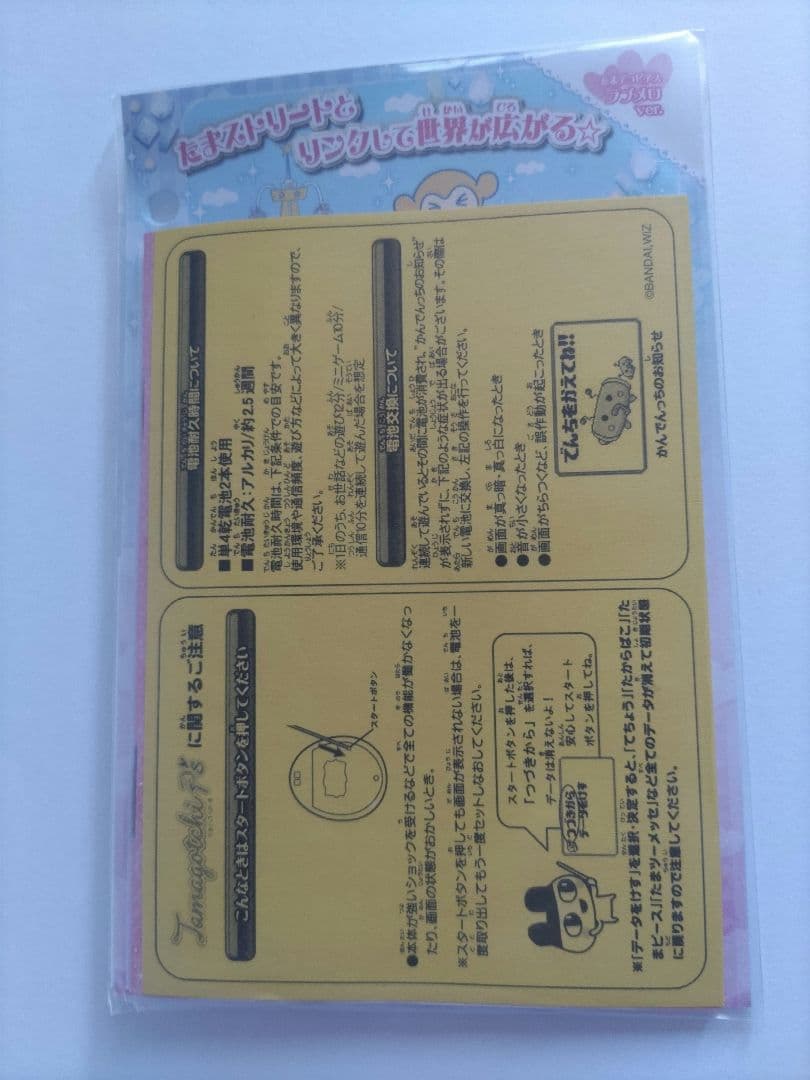 たまデコピアス
ラブメロ
ver.
たまストリートと
リンクして世界が広がる☆
Tamagotchi P's に関するご注意
こんなときはスタートボタンを押してください
スタートボタン
●本体が強いショックを受けるなどで全ての機能が働かなくなっ
たり、画面の状態がおかしいとき。
※スタートボタンを押しても画面が表示されない場合は、電池を一
度取り出してもう一度セットしなおしてください。
スタートボタンを押した後は、
「つづきから」を選択すれば、
データは消えないよ!
安心してスタート
ボタンを押してね。
つづきから
データをけす
※「データをけす」を選択・決定すると、「てちょう」「たからばこ」「た
まピース」「たまツーメッセ」など全てのデータが消えて初期状態
に戻りますので注意してください。
電池耐久時間について
■単4乾電池2本使用
■電池耐久:アルカリ/約2.5週間
電池耐久時間は、下記条件での目安です。
使用環境や通信頻度、遊び方などによって大きく異なりますので、
ご了承ください。
※1日のうち、お世話などの遊び12分/ミニゲーム10分/
通信10分を連続して遊んだ場合を想定
電池交換について
連続して遊んでいるとその間に電池が消費され、"かんでんっちのお知らせ"
が表示されずに、下記のような症状が出る場合がございます。その際は
新しい電池に交換し、左記の操作を行ってください。
●画面が真っ暗・真っ白になったとき
●音が小さくなったとき
●画面がちらつくなど、誤作動が起こったとき
でんちをかえてね!!
かんでんっちのお知らせ
©BANDAI,WIZ